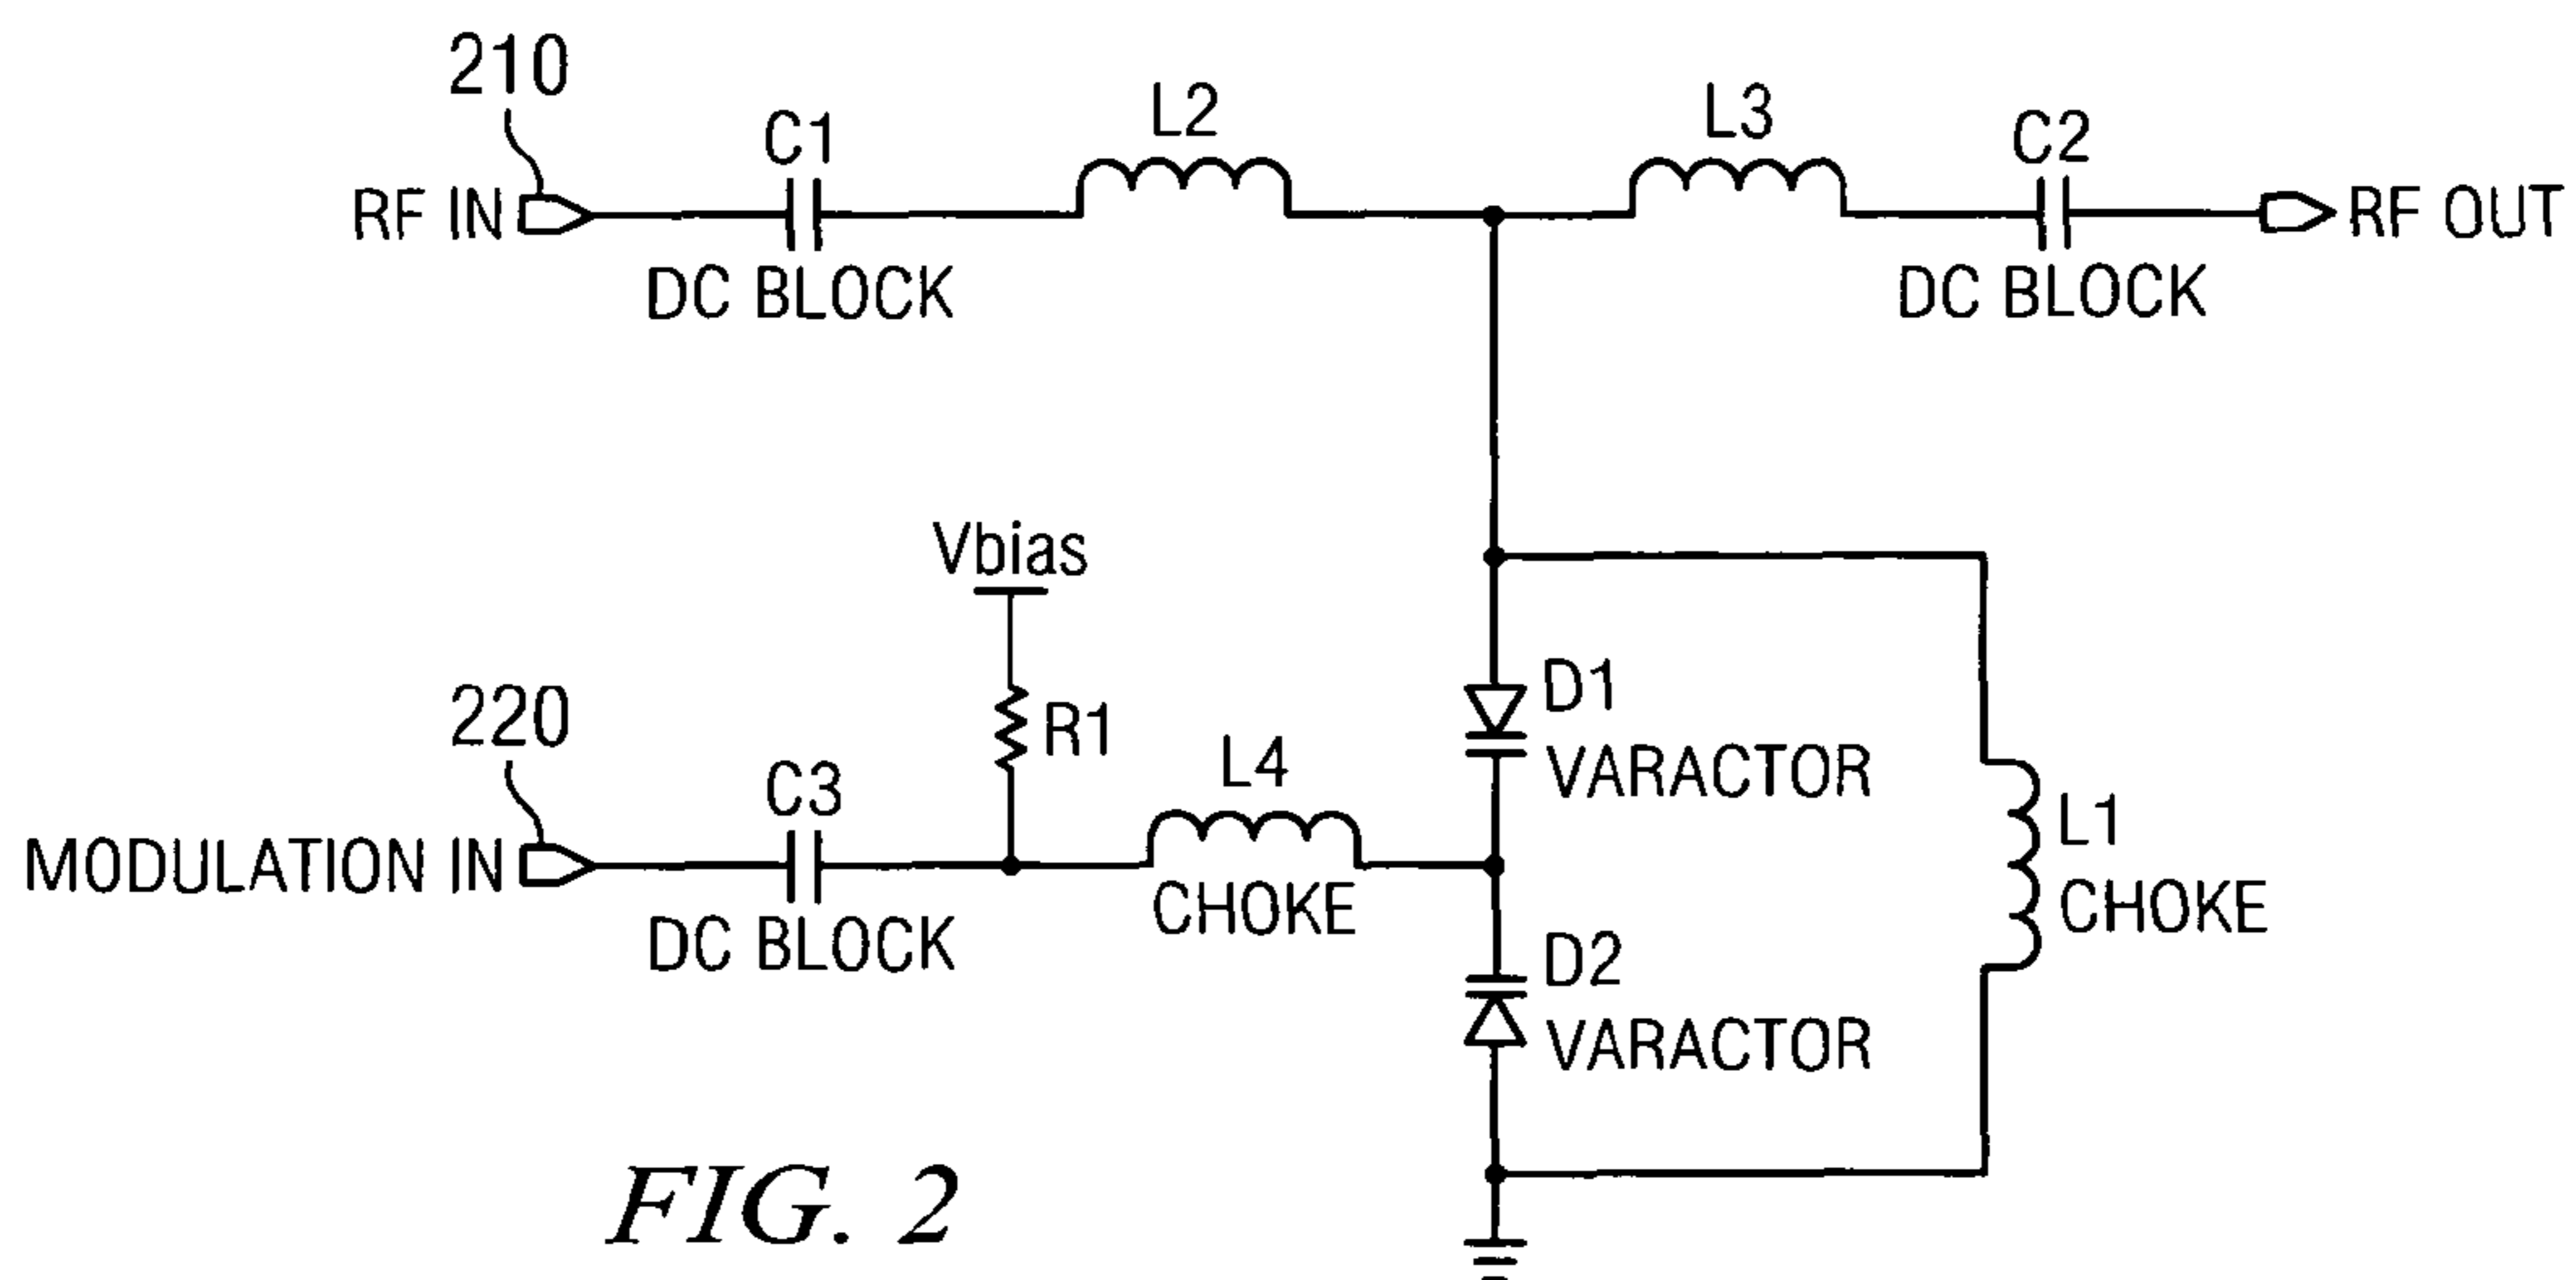 210
RF IN
C1
DC BLOCK
L2
L3
C2
DC BLOCK
RF OUT
Vbias
R1
220
MODULATION IN
C3
DC BLOCK
L4
CHOKE
D1
VARACTOR
D2
VARACTOR
L1
CHOKE
FIG. 2